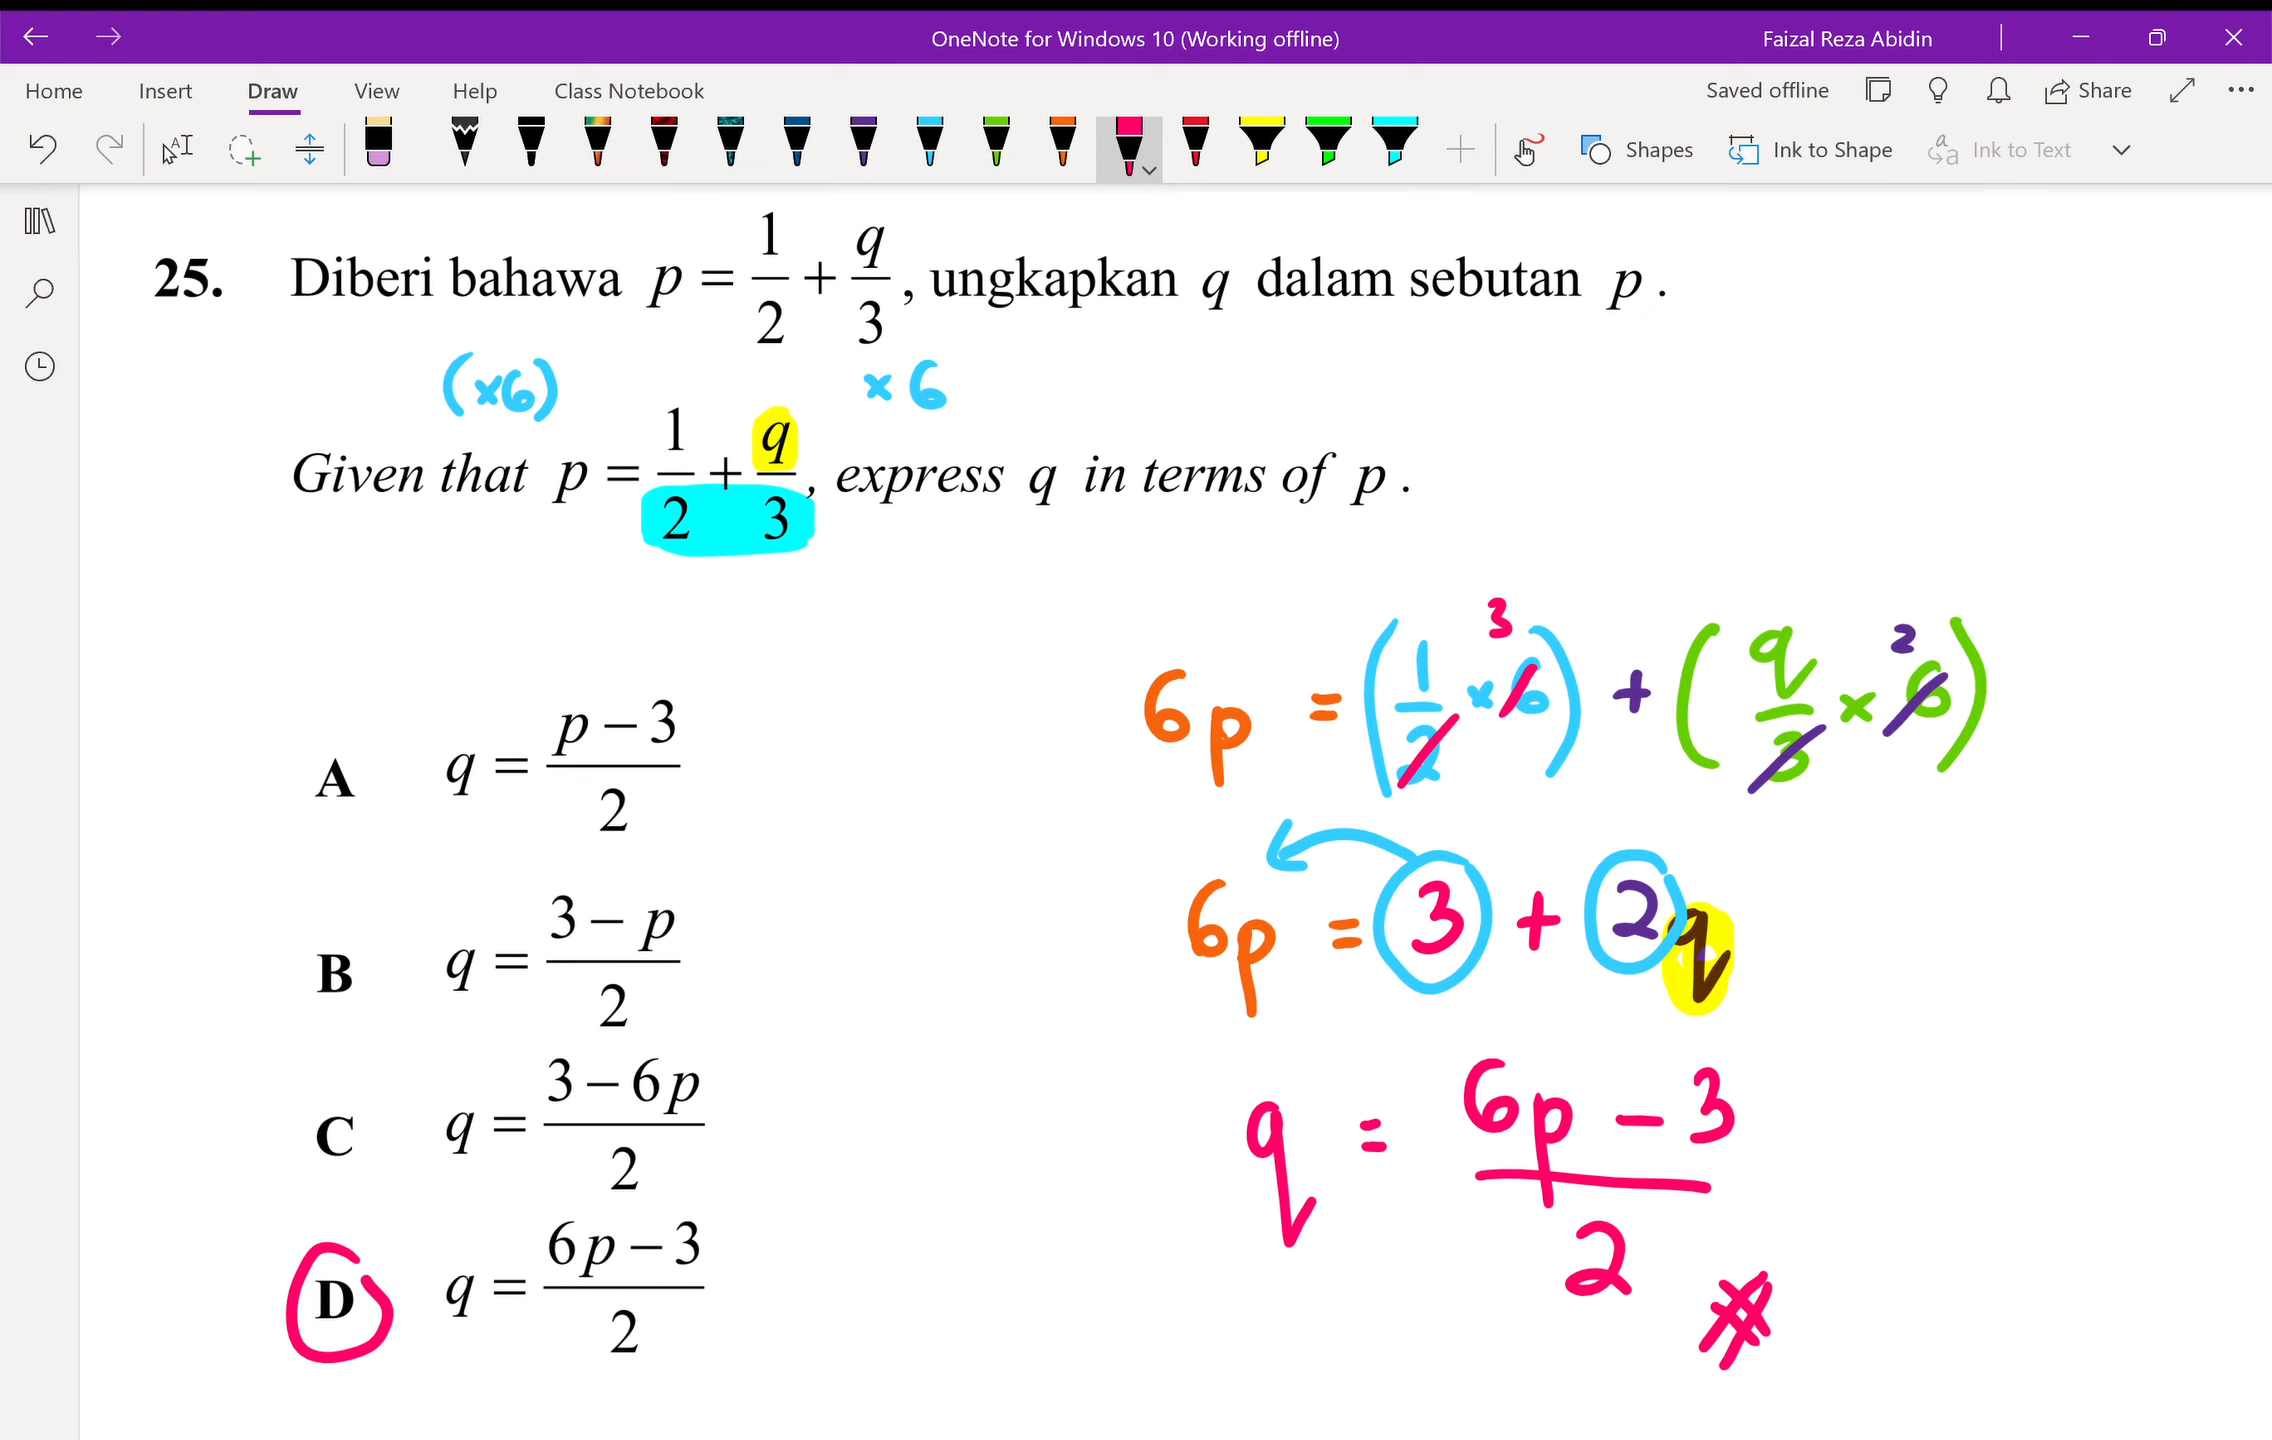 OneNote for Windows 10 (Working offline) Faizal Reza Abidin
Home Insert Draw View Help Class Notebook Saved offline Share
Shapes Ink to Shape Ink to Text
25. Diberi bahawa p = 1/2 + q/3, ungkapkan q dalam sebutan p.
(×6) ×6
Given that p = 1/2 + q/3, express q in terms of p.
6p = (1/2 × 6) 3 + (q/3 × 6) 2
A q = (p − 3)/2
6p = 3 + 2q
B q = (3 − p)/2
C q = (3 − 6p)/2
q = (6p − 3)/2 #
D q = (6p − 3)/2